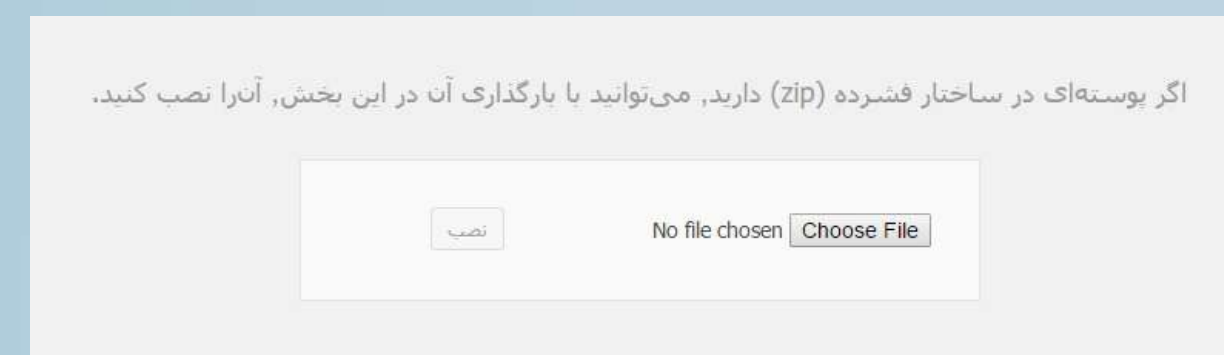 اگر پوسته‌ای در ساختار فشرده (zip) دارید, می‌توانید با بارگذاری آن در این بخش, آن‌را نصب کنید.
Choose File No file chosen نصب